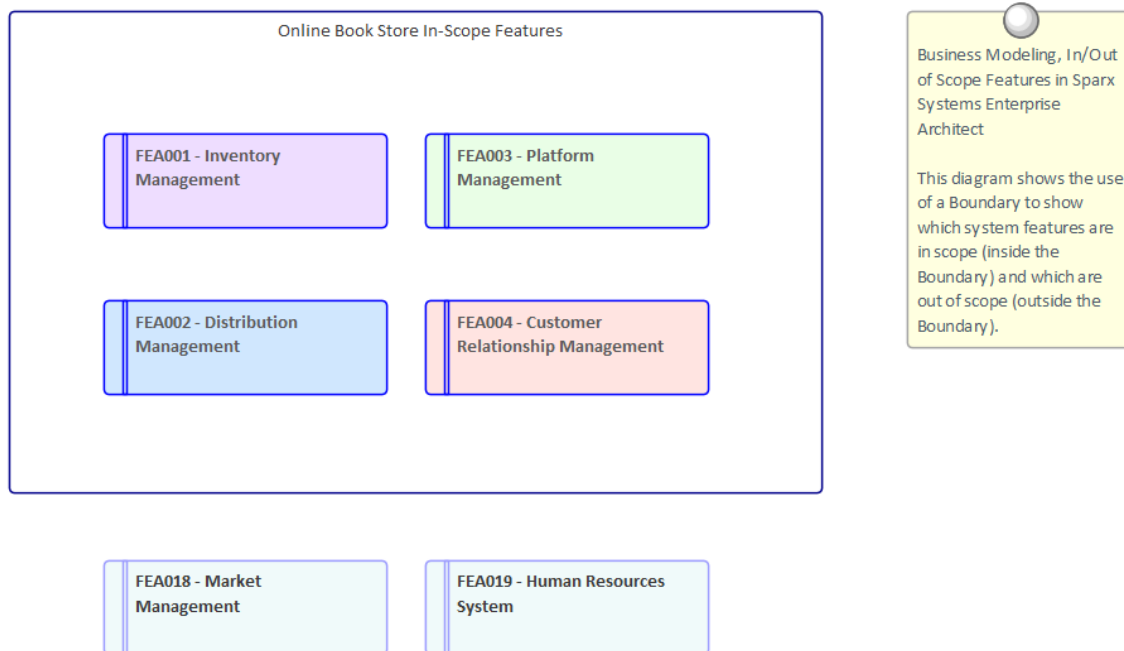 Online Book Store In-Scope Features
FEA001 - Inventory
Management
FEA003 - Platform
Management
FEA002 - Distribution
Management
FEA004 - Customer
Relationship Management
FEA018 - Market
Management
FEA019 - Human Resources
System
Business Modeling, In/Out
of Scope Features in Sparx
Systems Enterprise
Architect
This diagram shows the use
of a Boundary to show
which system features are
in scope (inside the
Boundary) and which are
out of scope (outside the
Boundary).